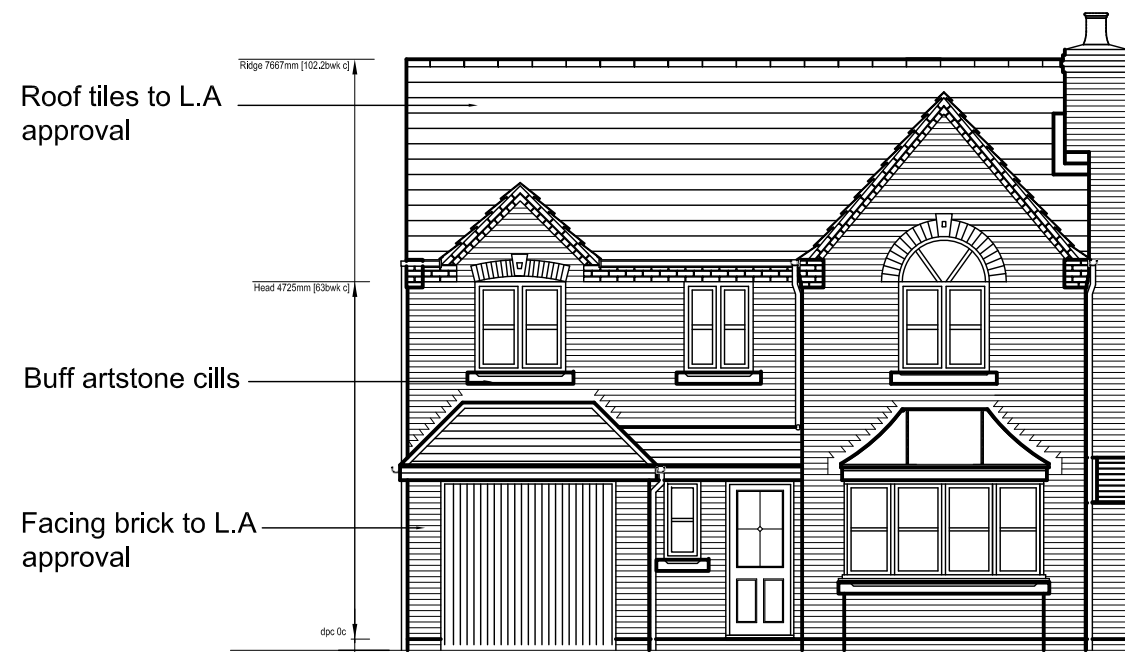 Ridge 7667mm [102.2bwk c]
Roof tiles to L.A
approval
Head 4725mm [63bwk c]
Buff artstone cills
Facing brick to L.A
approval
dpc 0c